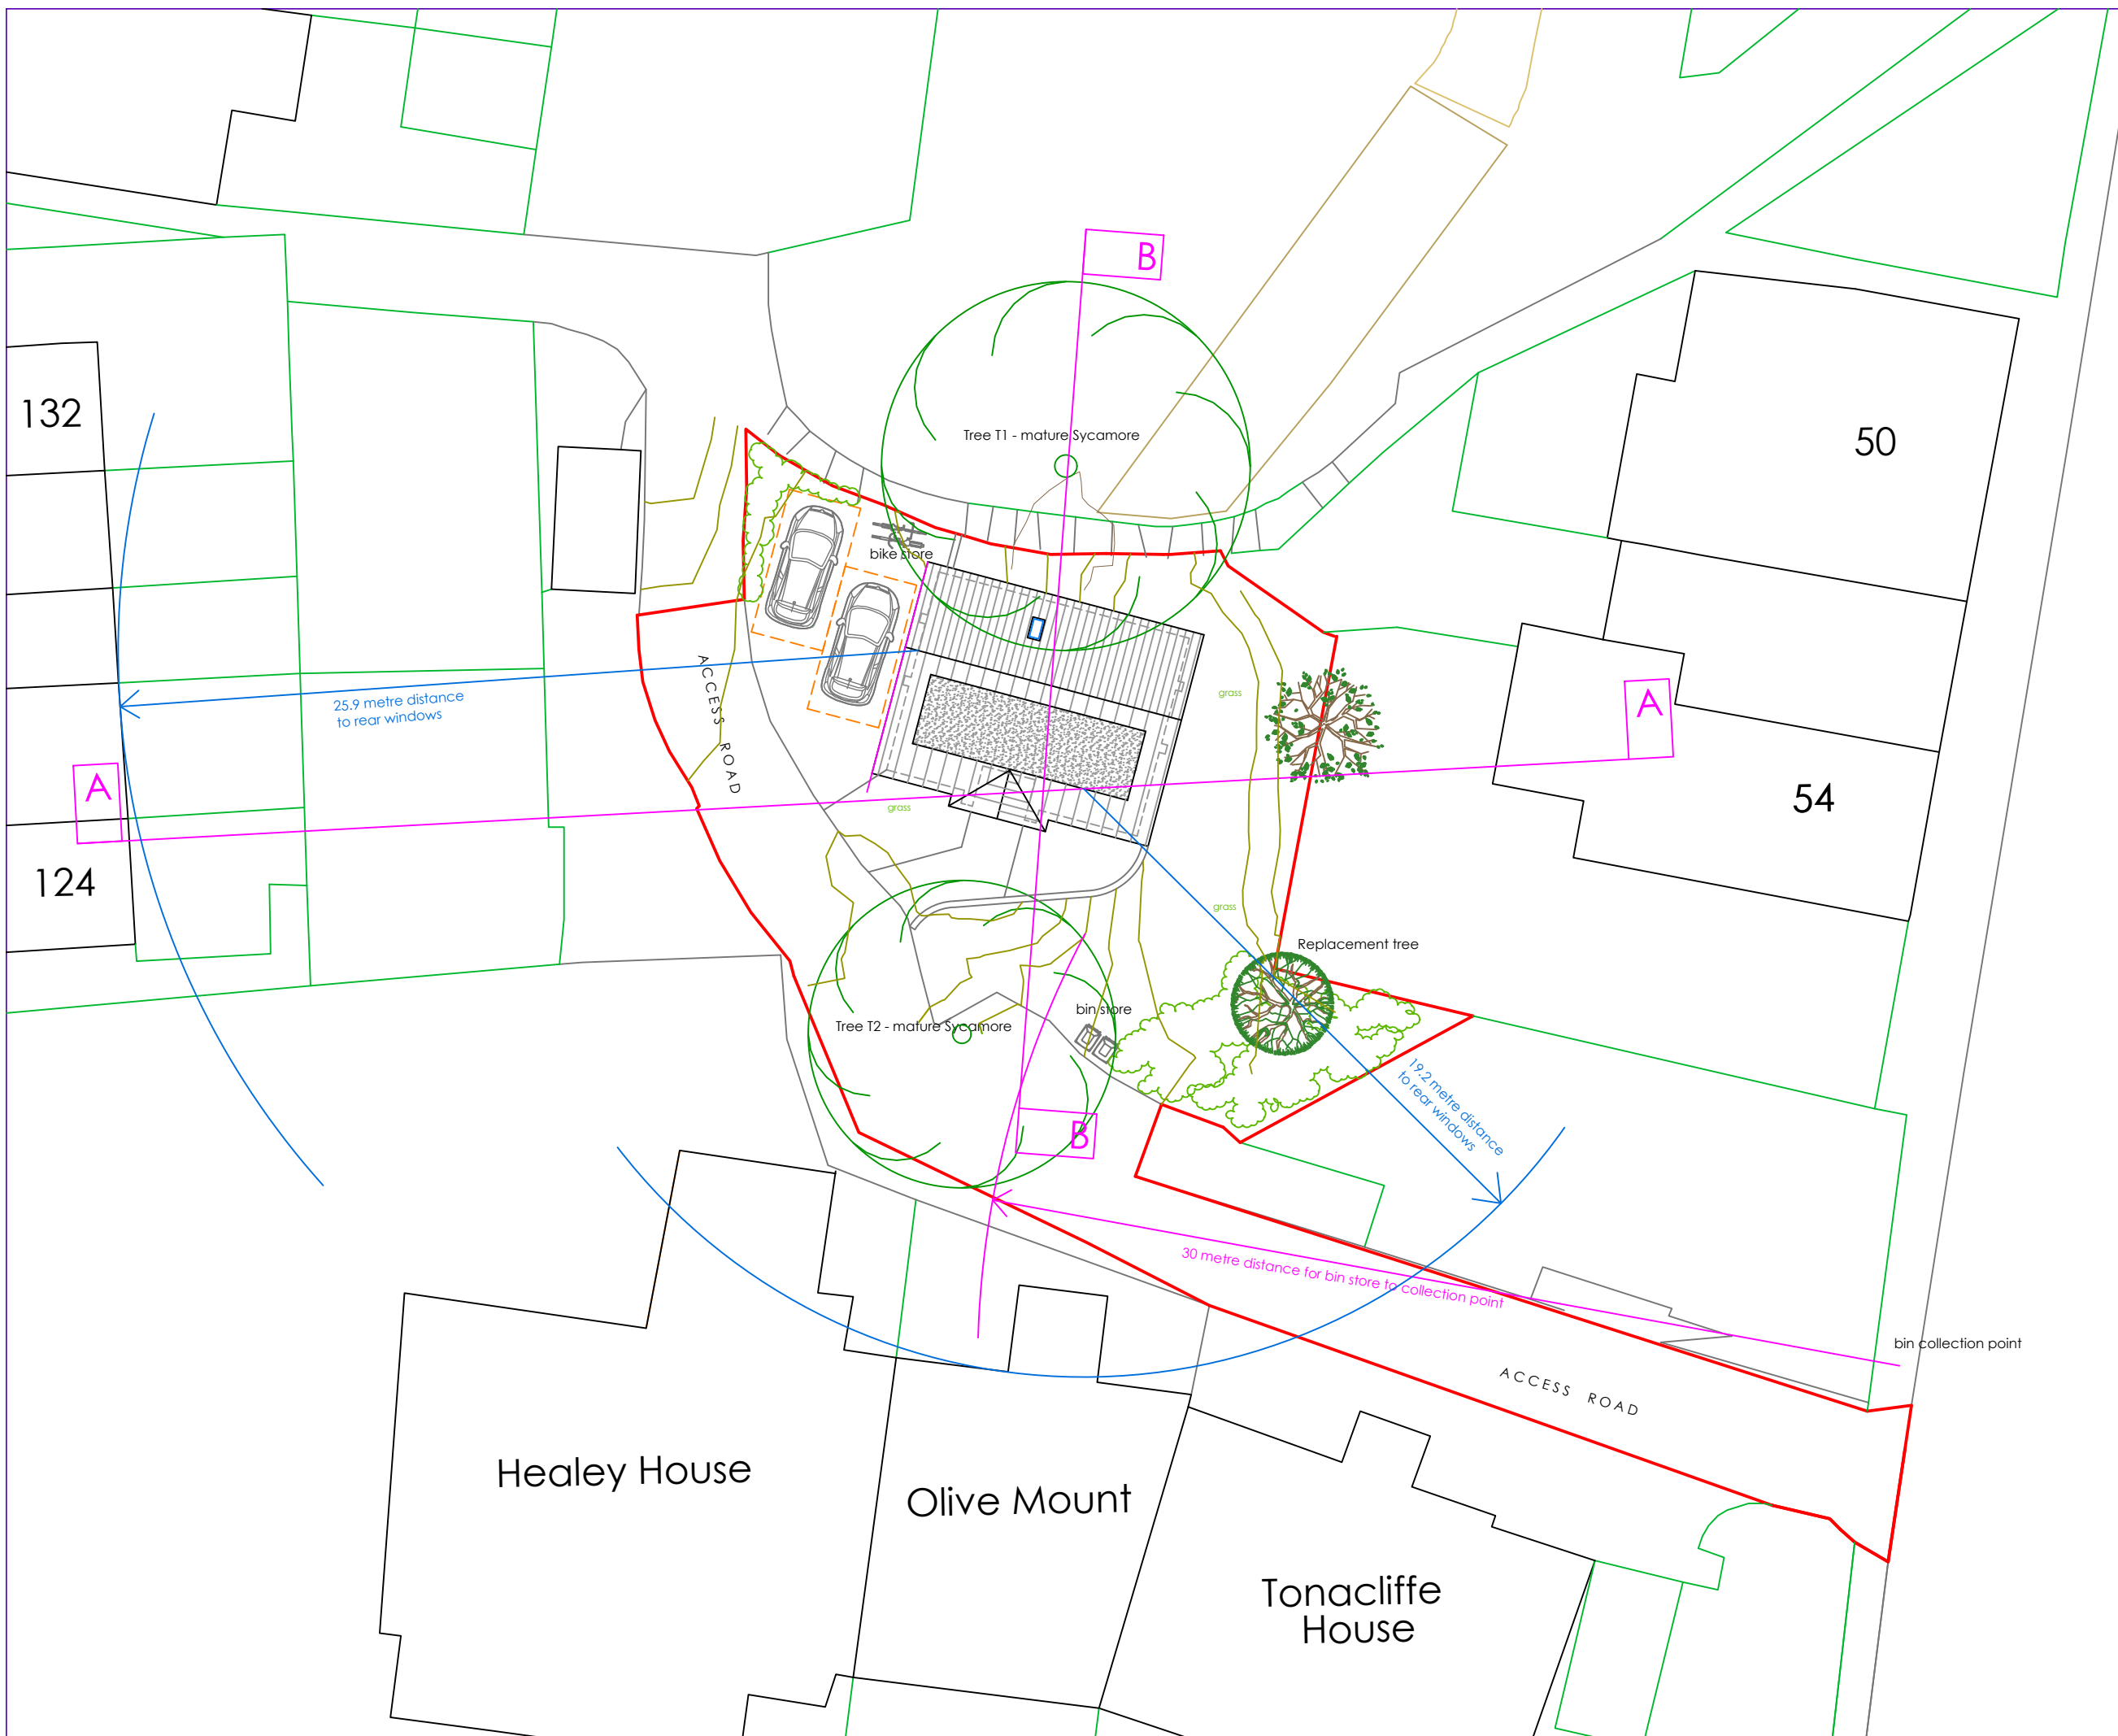 B
132
Tree T1 - mature Sycamore
50
bike store
ACCESS ROAD
grass
25.9 metre distance
to rear windows
A
A
54
grass
124
grass
Replacement tree
bin store
Tree T2 - mature Sycamore
19.2 metre distance
to rear windows
B
30 metre distance for bin store to collection point
bin collection point
ACCESS ROAD
Healey House
Olive Mount
Tonacliffe
House